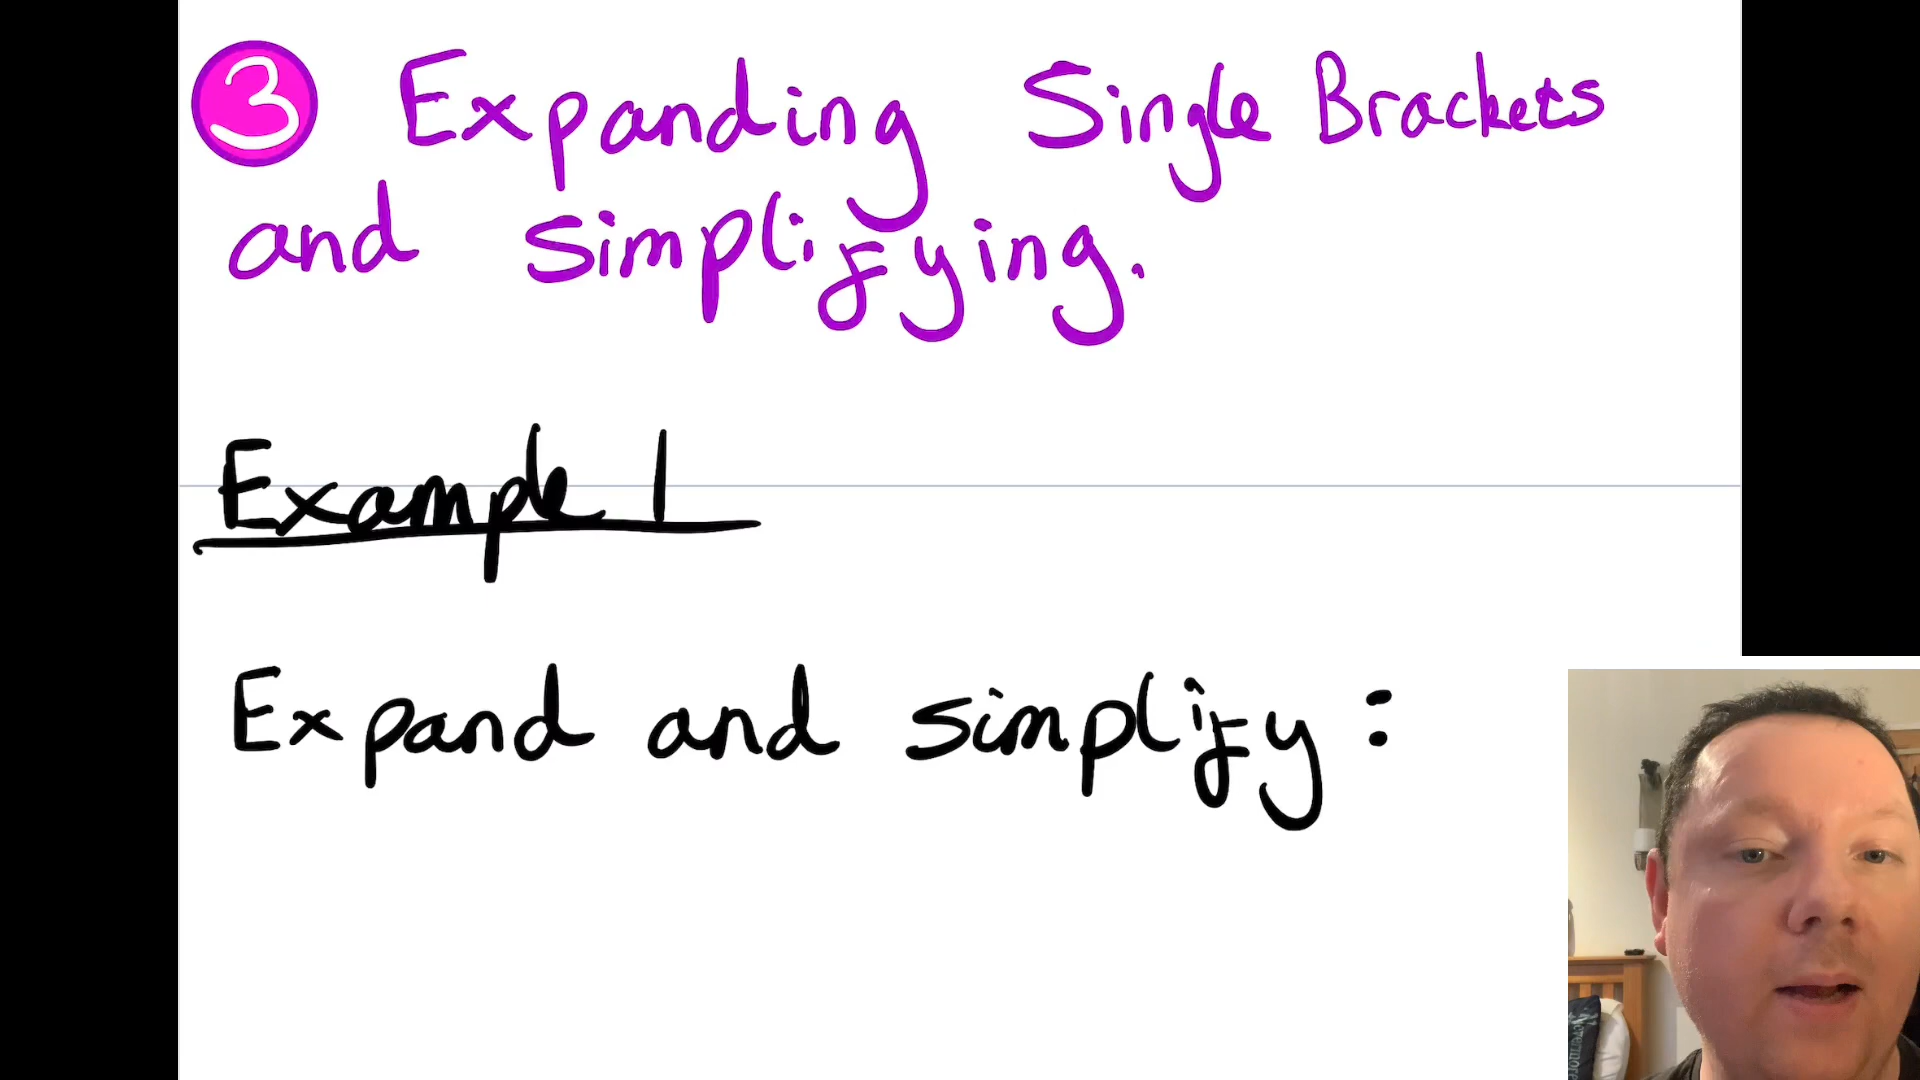 3 Expanding Single Brackets
and simplifying.
Example 1
Expand and simplify: